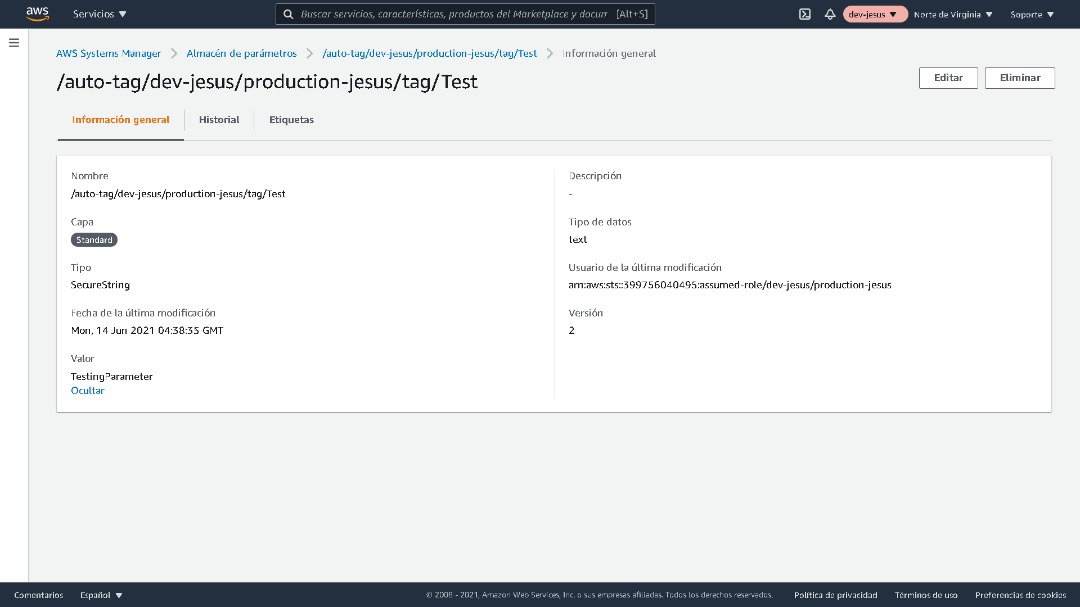 aws
Servicios ▼
Buscar servicios, características, productos del Marketplace y docum [Alt+S]
dev-jesus ▼
Norte de Virginia ▼
Soporte ▼
AWS Systems Manager > Almacén de parámetros > /auto-tag/dev-jesus/production-jesus/tag/Test > Información general
/auto-tag/dev-jesus/production-jesus/tag/Test
Editar
Eliminar
Información general
Historial
Etiquetas
Nombre
/auto-tag/dev-jesus/production-jesus/tag/Test
Capa
Standard
Tipo
SecureString
Fecha de la última modificación
Mon, 14 Jun 2021 04:38:35 GMT
Valor
TestingParameter
Ocultar
Descripción
-
Tipo de datos
text
Usuario de la última modificación
arn:aws:sts::399756040495:assumed-role/dev-jesus/production-jesus
Versión
2
Comentarios
Español ▼
© 2008 - 2021, Amazon Web Services, Inc. o sus empresas afiliadas. Todos los derechos reservados.
Política de privacidad
Términos de uso
Preferencias de cookies